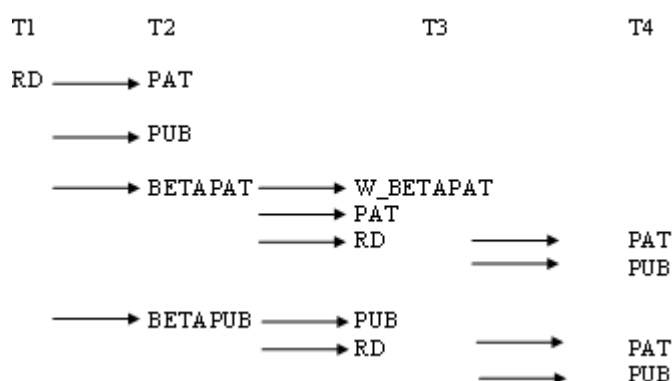 T1 T2 T3 T4
RD PAT
PUB
BETAPAT W_BETAPAT
PAT
RD PAT
PUB
BETAPUB PUB
RD PAT
PUB